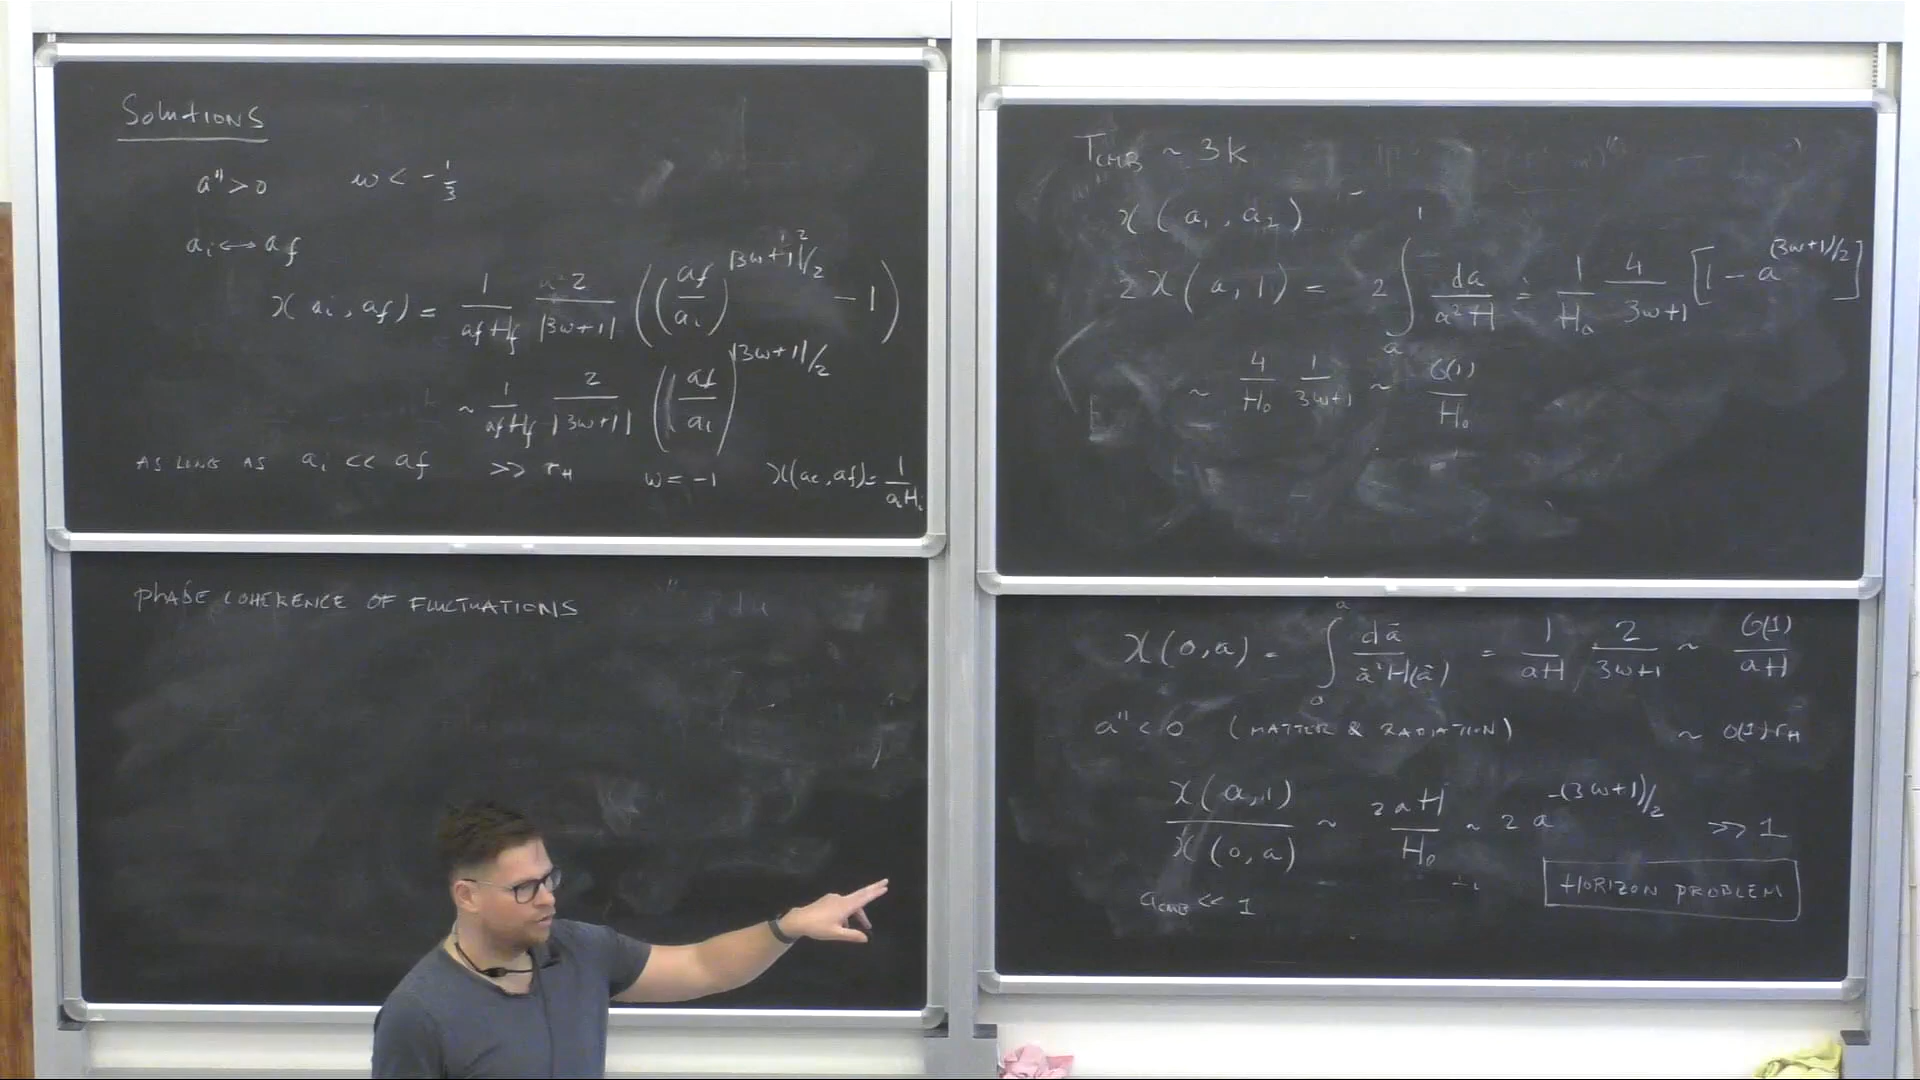 Solutions
a'' > 0    w < -1/3
a_i ↔ a_f
χ(a_i, a_f) = 1/(a_f H_f) 2/|3w+1| ((a_f/a_i)^{|3w+1|/2} - 1)
~ 1/(a_f H_f) 2/|3w+1| (a_f/a_i)^{|3w+1|/2}
AS LONG AS a_i << a_f    >> r_H    w = -1    χ(a_i, a_f) = 1/(a_i H_i)
PHASE COHERENCE OF FLUCTUATIONS
T_CMB ~ 3K
χ(a_1, a_2)
2χ(a, 1) = 2 ∫_a^1 da/(a²H) = 1/H_0 4/(3w+1) [1 - a^{(3w+1)/2}]
~ 4/H_0 1/(3w+1) ~ O(1)/H_0
χ(0, a) = ∫_0^a dā/(ā²H(ā)) = 1/(aH) 2/(3w+1) ~ O(1)/(aH)
a'' < 0 (MATTER & RADIATION)    ~ O(1) r_H
χ(a,1)/χ(0,a) ~ 2aH/H_0 ~ 2 a^{-(3w+1)/2} >> 1
a_CMB << 1
HORIZON PROBLEM